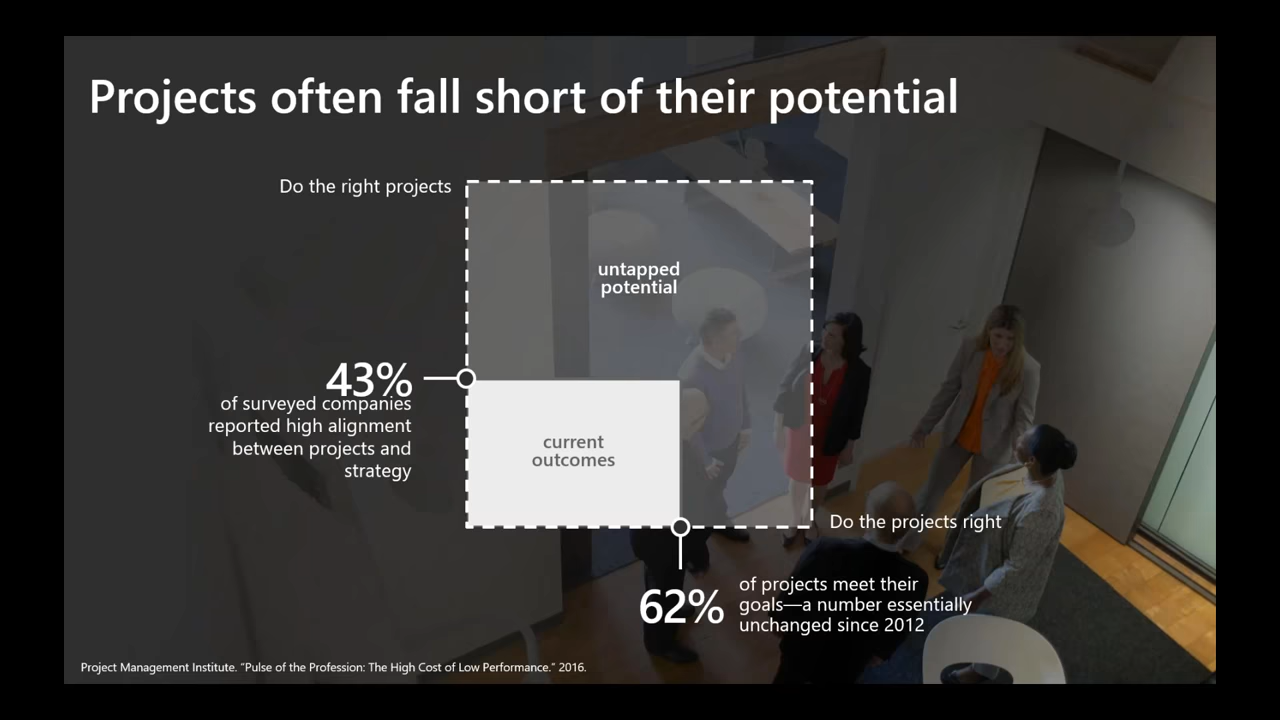 Projects often fall short of their potential
Do the right projects
untapped
potential
43%
of surveyed companies
reported high alignment
between projects and
strategy
current
outcomes
Do the projects right
62%
of projects meet their
goals—a number essentially
unchanged since 2012
Project Management Institute. “Pulse of the Profession: The High Cost of Low Performance.” 2016.